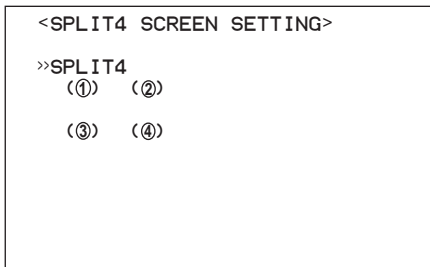 <SPLIT4 SCREEN SETTING>
»SPLIT4
(①) (②)
(③) (④)